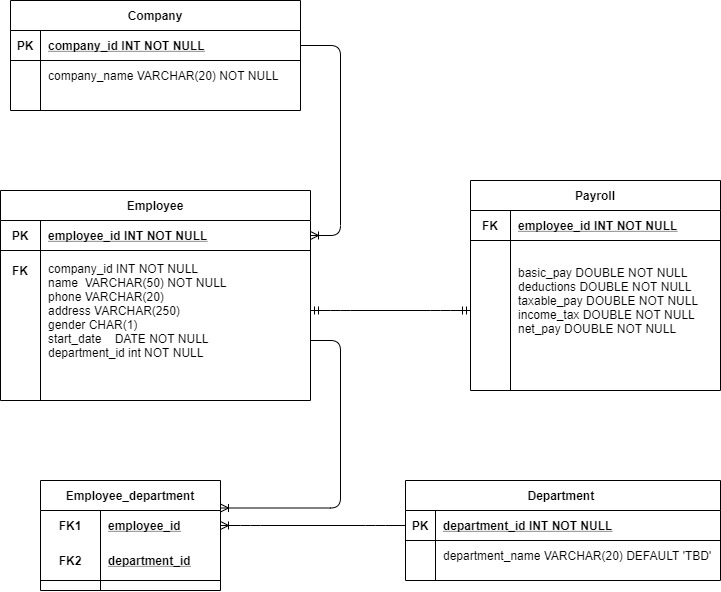 Company
PK company_id INT NOT NULL
company_name VARCHAR(20) NOT NULL
Employee
PK employee_id INT NOT NULL
FK company_id INT NOT NULL
name VARCHAR(50) NOT NULL
phone VARCHAR(20)
address VARCHAR(250)
gender CHAR(1)
start_date DATE NOT NULL
department_id int NOT NULL
Payroll
FK employee_id INT NOT NULL
basic_pay DOUBLE NOT NULL
deductions DOUBLE NOT NULL
taxable_pay DOUBLE NOT NULL
income_tax DOUBLE NOT NULL
net_pay DOUBLE NOT NULL
Employee_department
FK1 employee_id
FK2 department_id
Department
PK department_id INT NOT NULL
department_name VARCHAR(20) DEFAULT 'TBD'